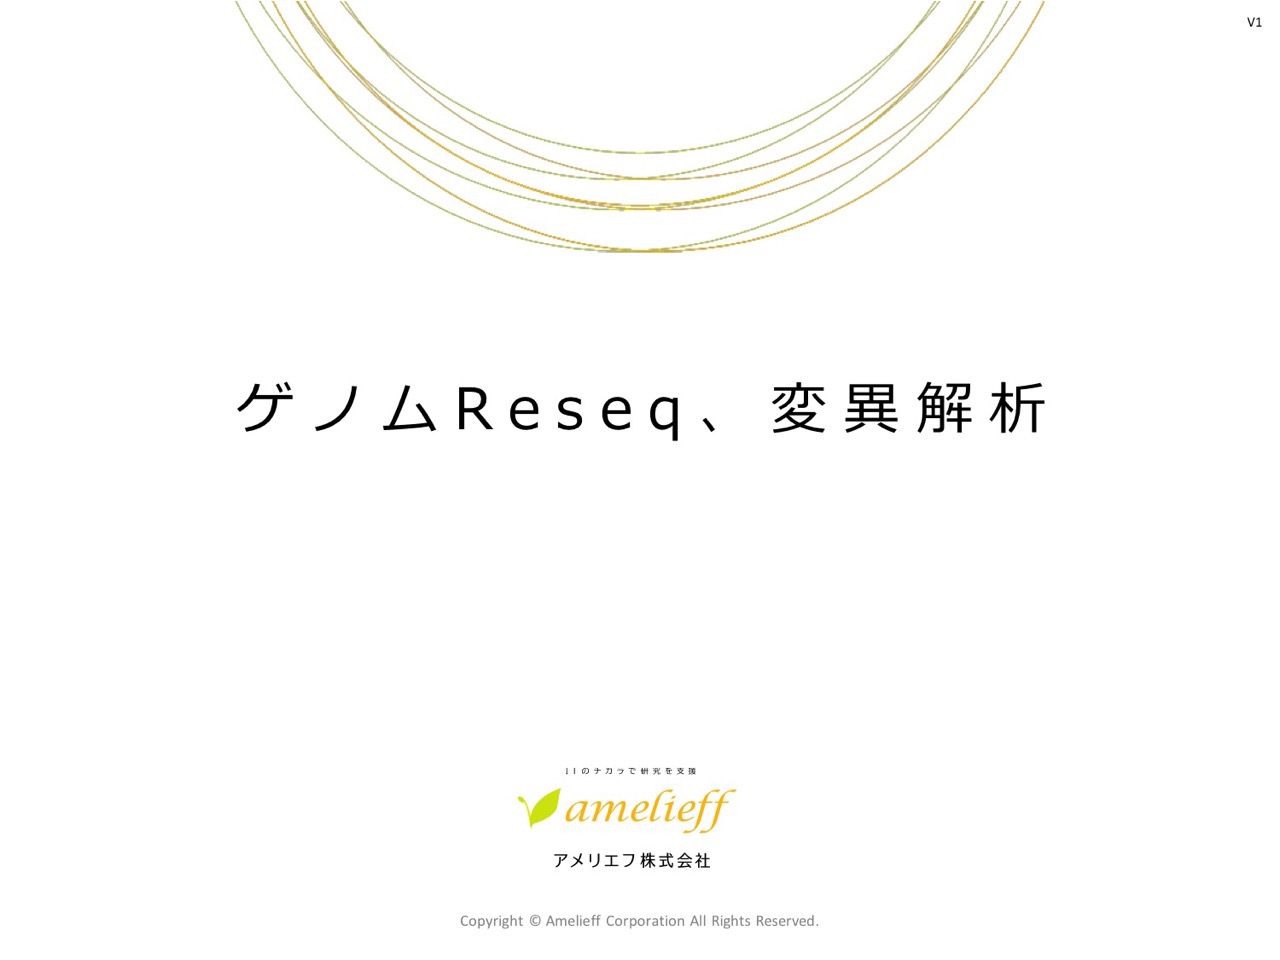 V1
ゲノムReseq、変異解析
ITのチカラで研究を支援
amelieff
アメリエフ株式会社
Copyright © Amelieff Corporation All Rights Reserved.